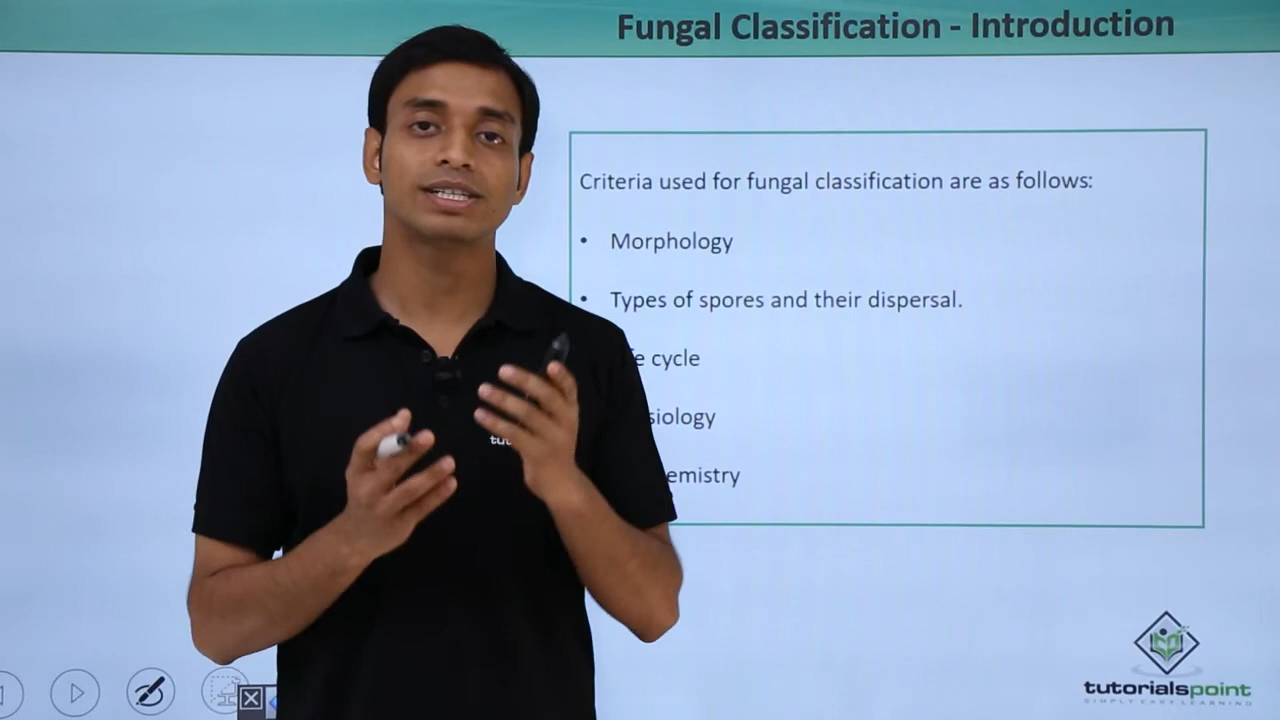 Fungal Classification - Introduction
Criteria used for fungal classification are as follows:
• Morphology
• Types of spores and their dispersal.
cycle
tutorialspoint
SIMPLY EASY LEARNING